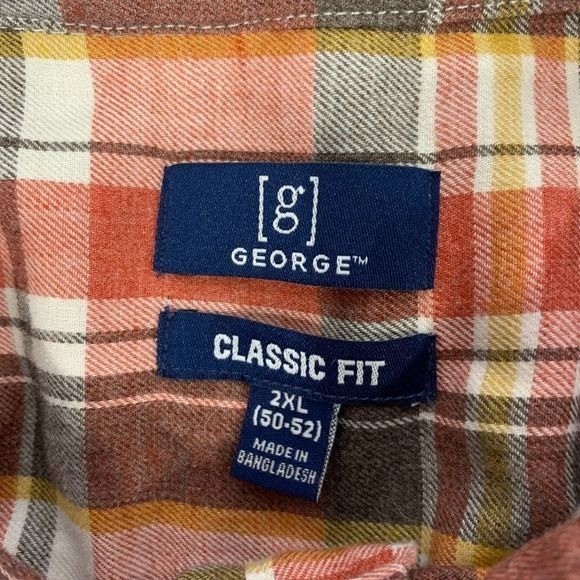 [g]
GEORGE™
CLASSIC FIT
2XL
(50-52)
MADE IN
BANGLADESH